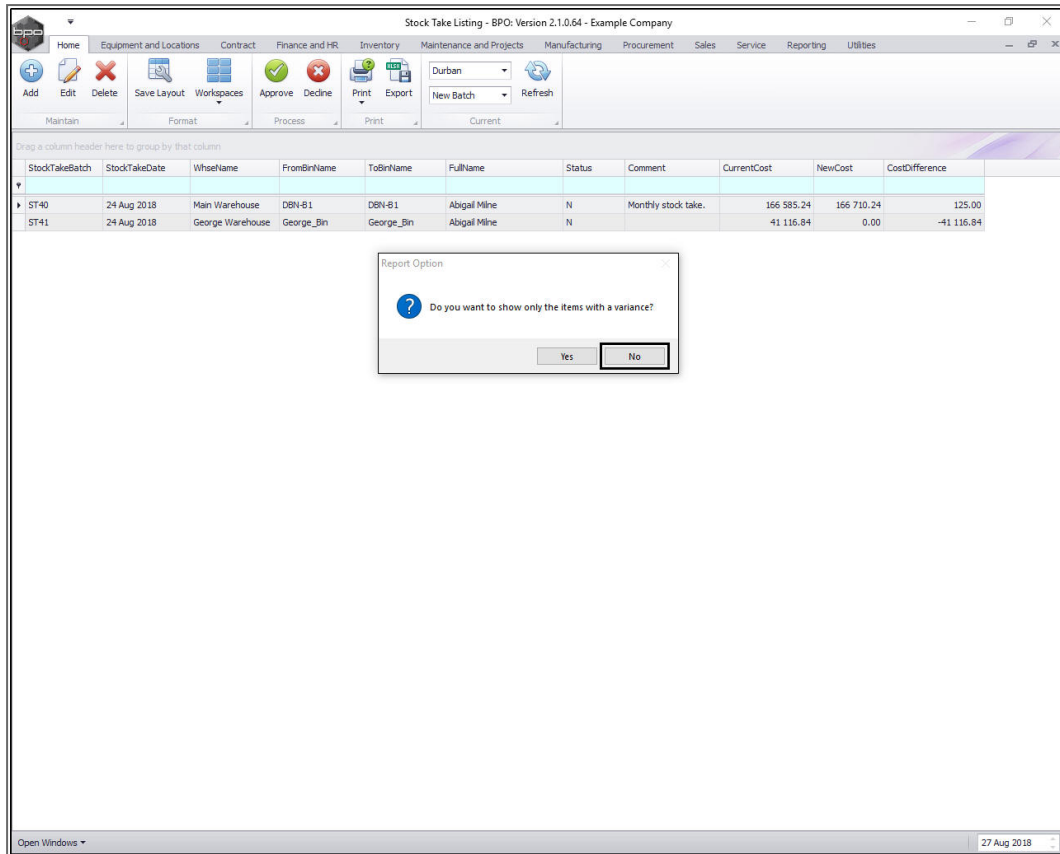 Stock Take Listing - BPO: Version 2.1.0.64 - Example Company
bpo
Home Equipment and Locations Contract Finance and HR Inventory Maintenance and Projects Manufacturing Procurement Sales Service Reporting Utilities
Add Edit Delete Save Layout Workspaces Approve Decline Print Export Durban New Batch Refresh
Maintain Format Process Print Current
Drag a column header here to group by that column
StockTakeBatch StockTakeDate WhseName FromBinName ToBinName FullName Status Comment CurrentCost NewCost CostDifference
ST40 24 Aug 2018 Main Warehouse DBN-B1 DBN-B1 Abigail Milne N Monthly stock take. 166 585.24 166 710.24 125.00
ST41 24 Aug 2018 George Warehouse George_Bin George_Bin Abigail Milne N 41 116.84 0.00 -41 116.84
Report Option
Do you want to show only the items with a variance?
Yes No
Open Windows 27 Aug 2018